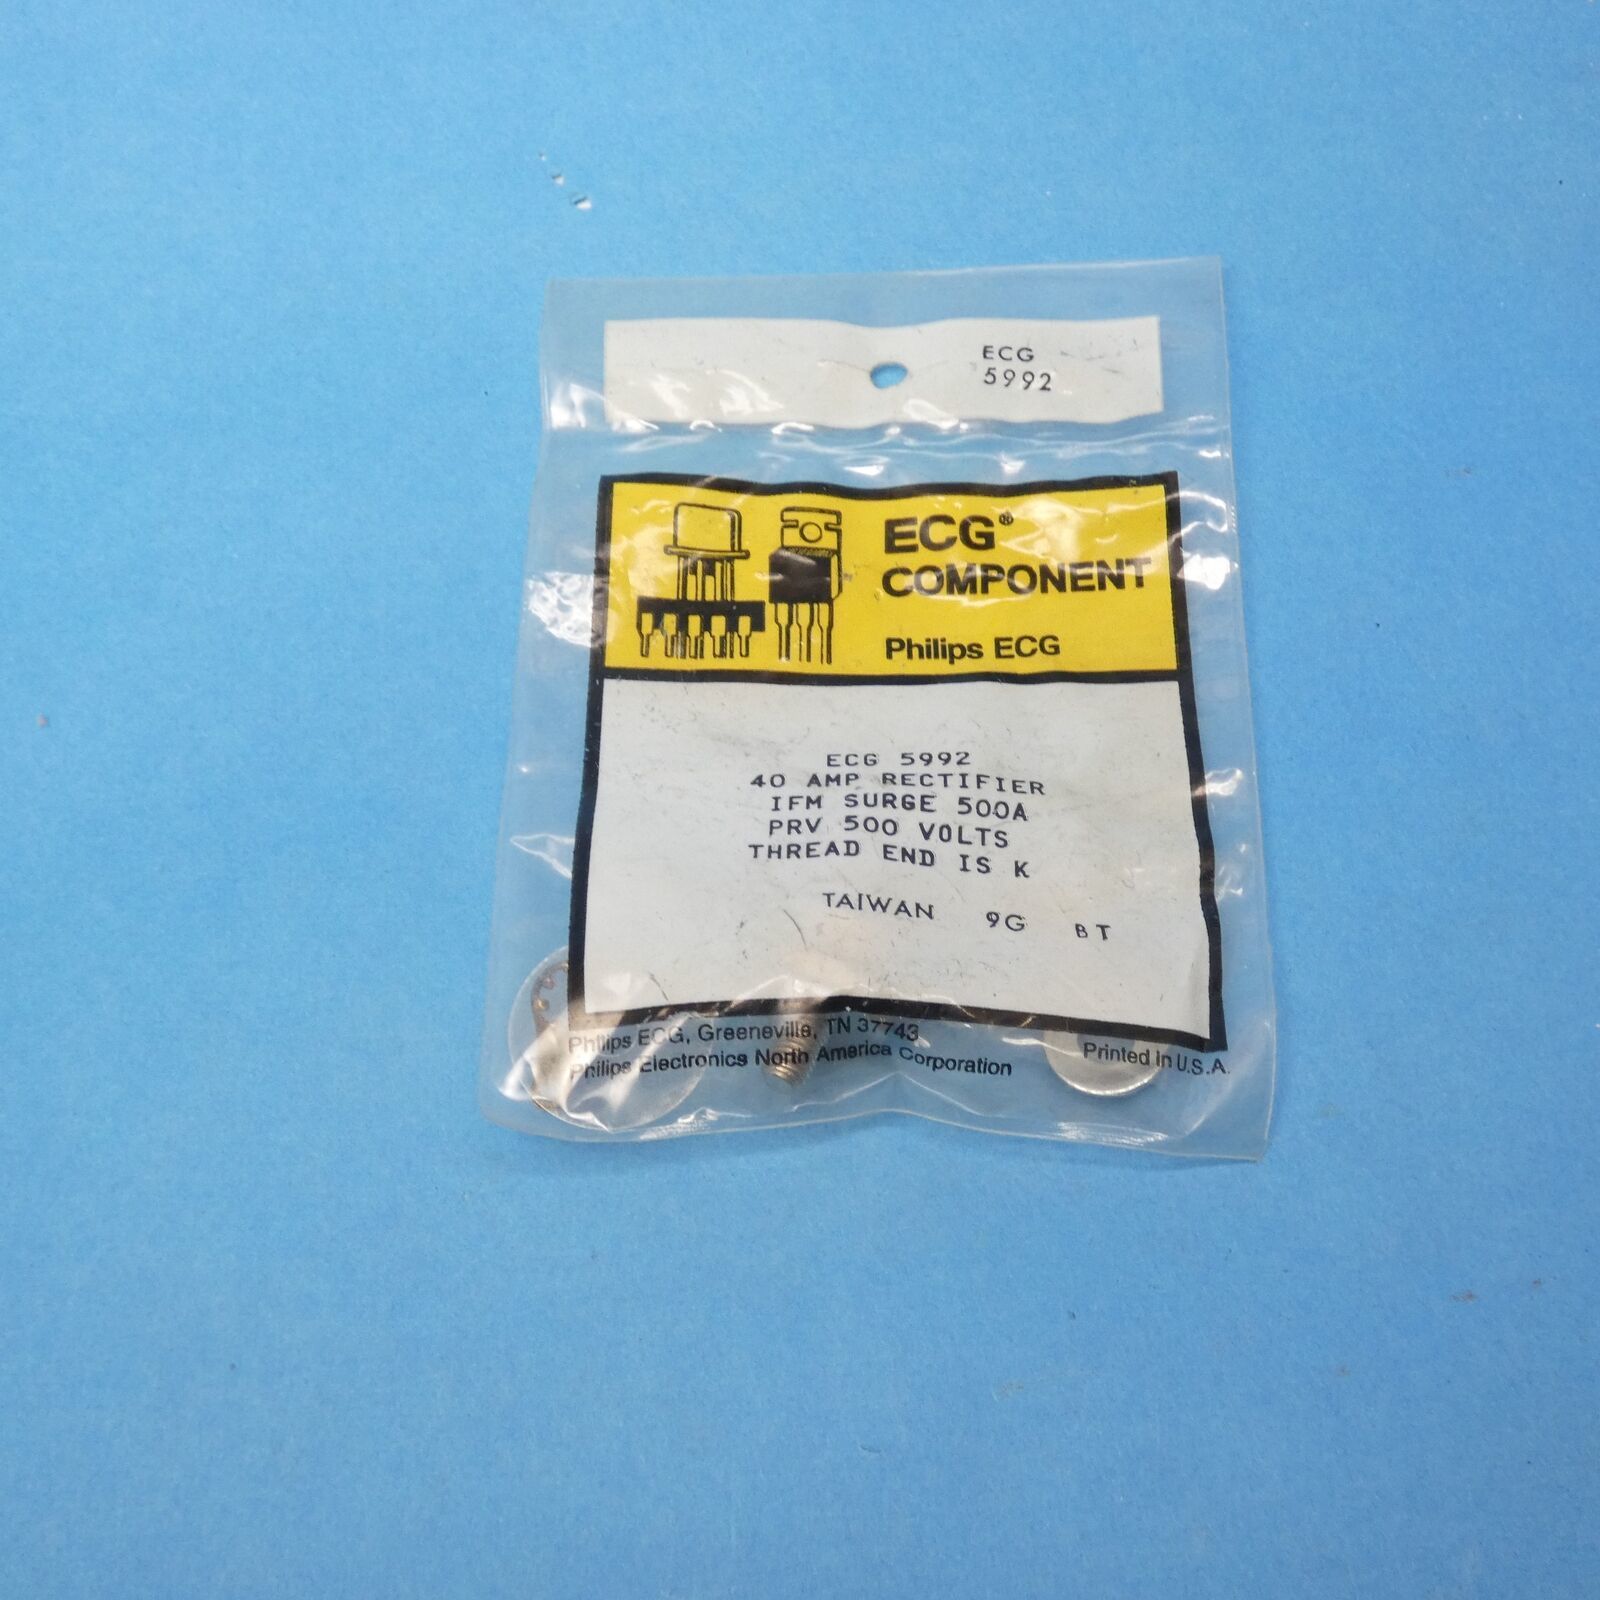 ECG
5992
ECG®
COMPONENT
Philips ECG
ECG 5992
40 AMP RECTIFIER
IFM SURGE 500A
PRV 500 VOLTS
THREAD END IS K
TAIWAN 9G BT
Philips ECG, Greeneville, TN 37743
Philips Electronics North America Corporation
Printed in U.S.A.